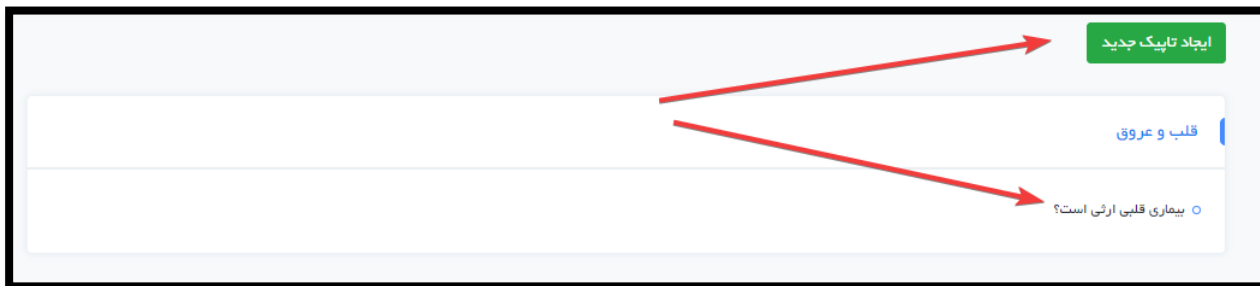 ایجاد تاپیک جدید
قلب و عروق
بیماری قلبی ارثی است؟